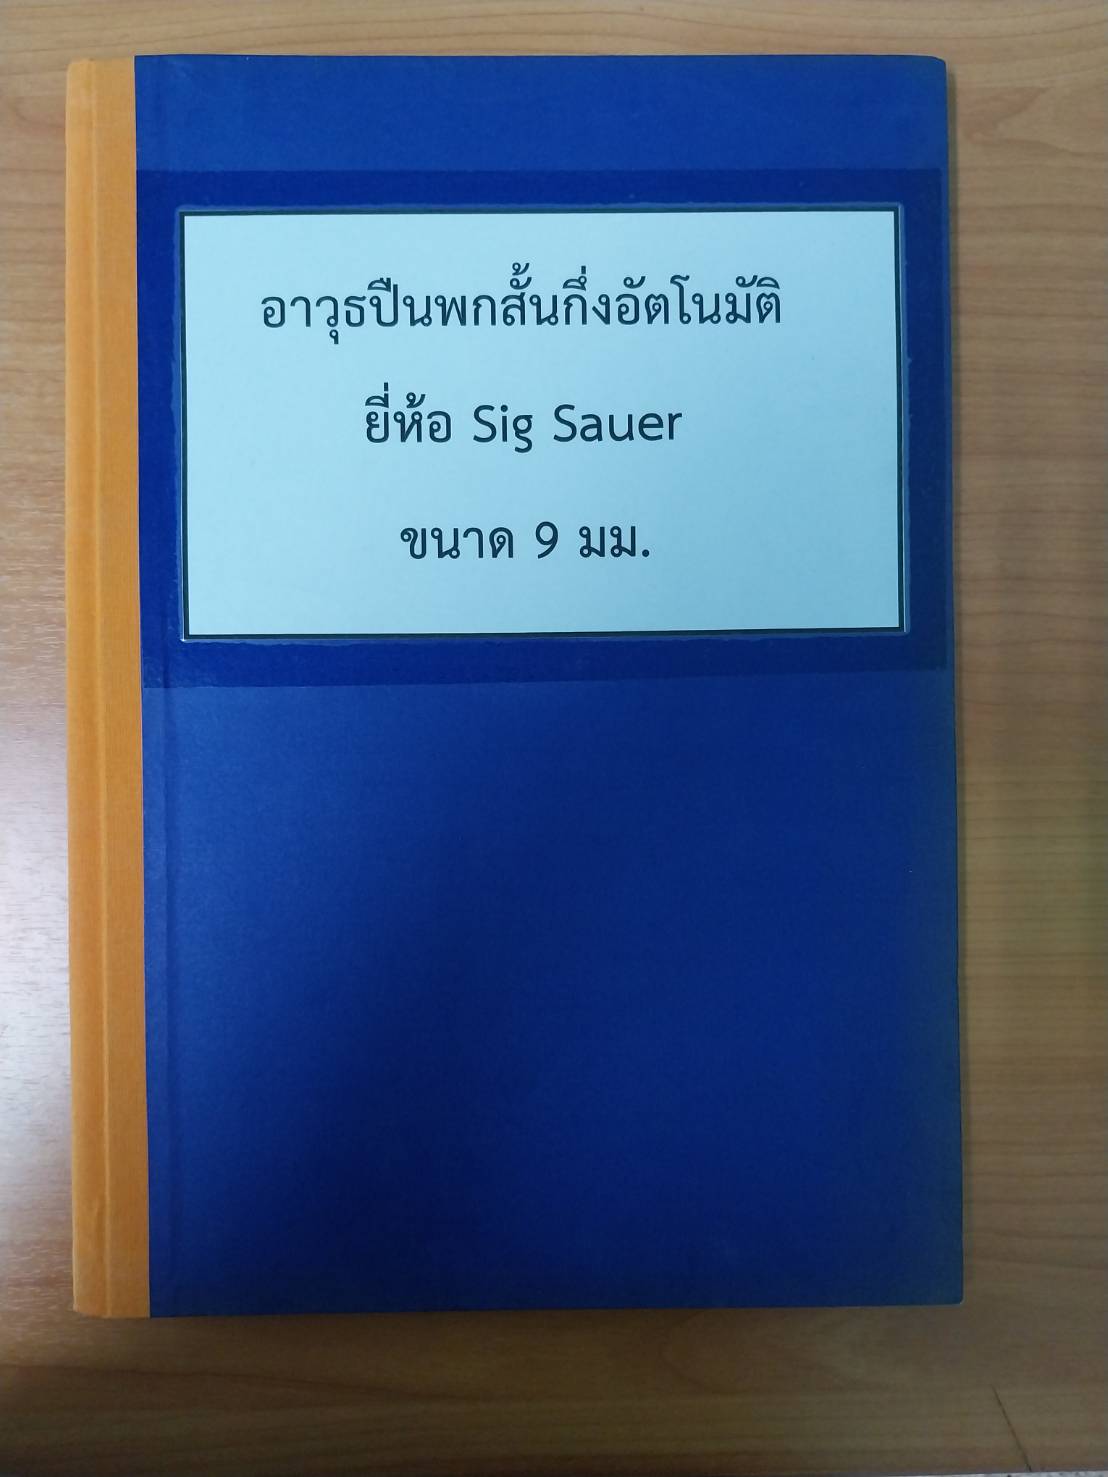 อาวุธปืนพกสั้นกึ่งอัตโนมัติ
ยี่ห้อ Sig Sauer
ขนาด 9 มม.